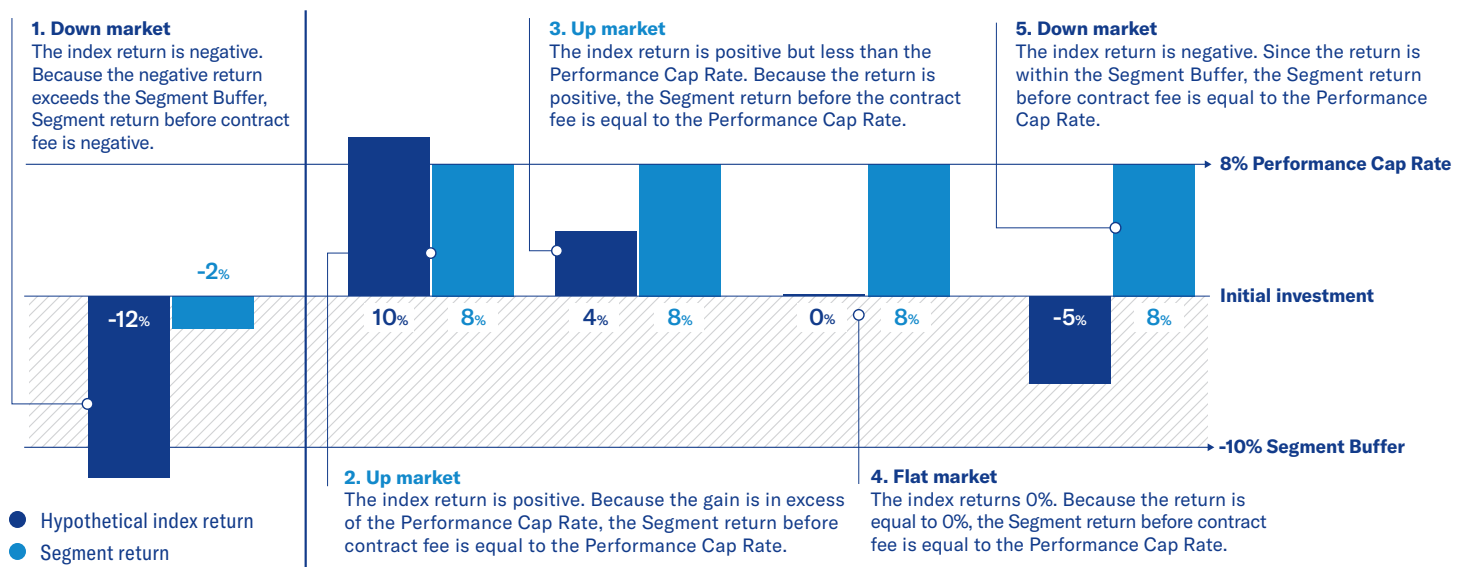 1. Down market
The index return is negative.
Because the negative return
exceeds the Segment Buffer,
Segment return before contract
fee is negative.
3. Up market
The index return is positive but less than the
Performance Cap Rate. Because the return is
positive, the Segment return before the contract
fee is equal to the Performance Cap Rate.
5. Down market
The index return is negative. Since the return is
within the Segment Buffer, the Segment return
before contract fee is equal to the Performance
Cap Rate.
8% Performance Cap Rate
-2%
Initial investment
-12%
10%
8%
4%
8%
0%
8%
-5%
8%
-10% Segment Buffer
2. Up market
The index return is positive. Because the gain is in excess
of the Performance Cap Rate, the Segment return before
contract fee is equal to the Performance Cap Rate.
4. Flat market
The index returns 0%. Because the return is
equal to 0%, the Segment return before contract
fee is equal to the Performance Cap Rate.
Hypothetical index return
Segment return